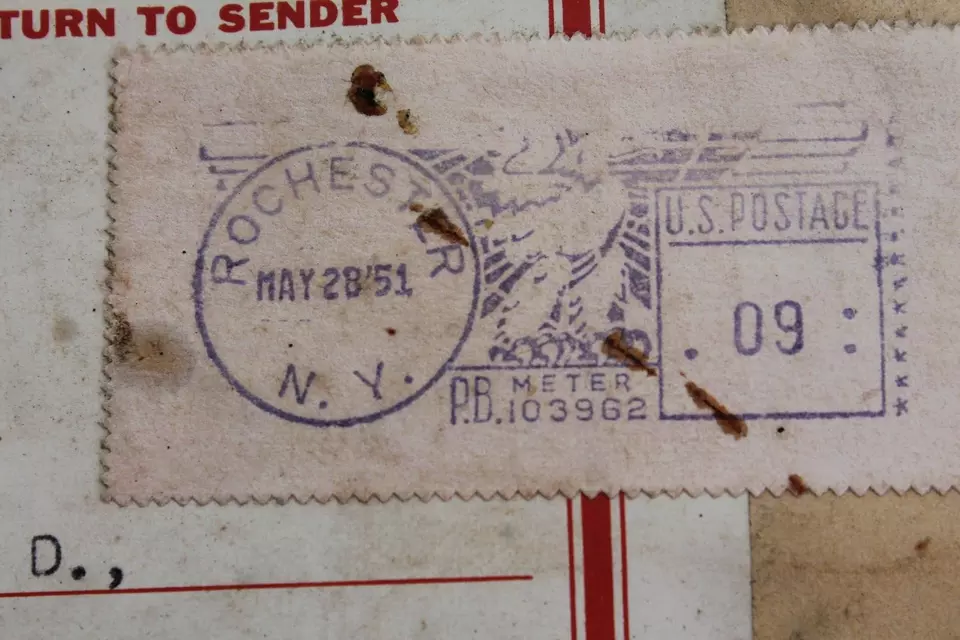 TURN TO SENDER
ROCHESTER
MAY 28 '51
N. Y.
U.S. POSTAGE
. 09 :
P.B. METER
103962
D.,